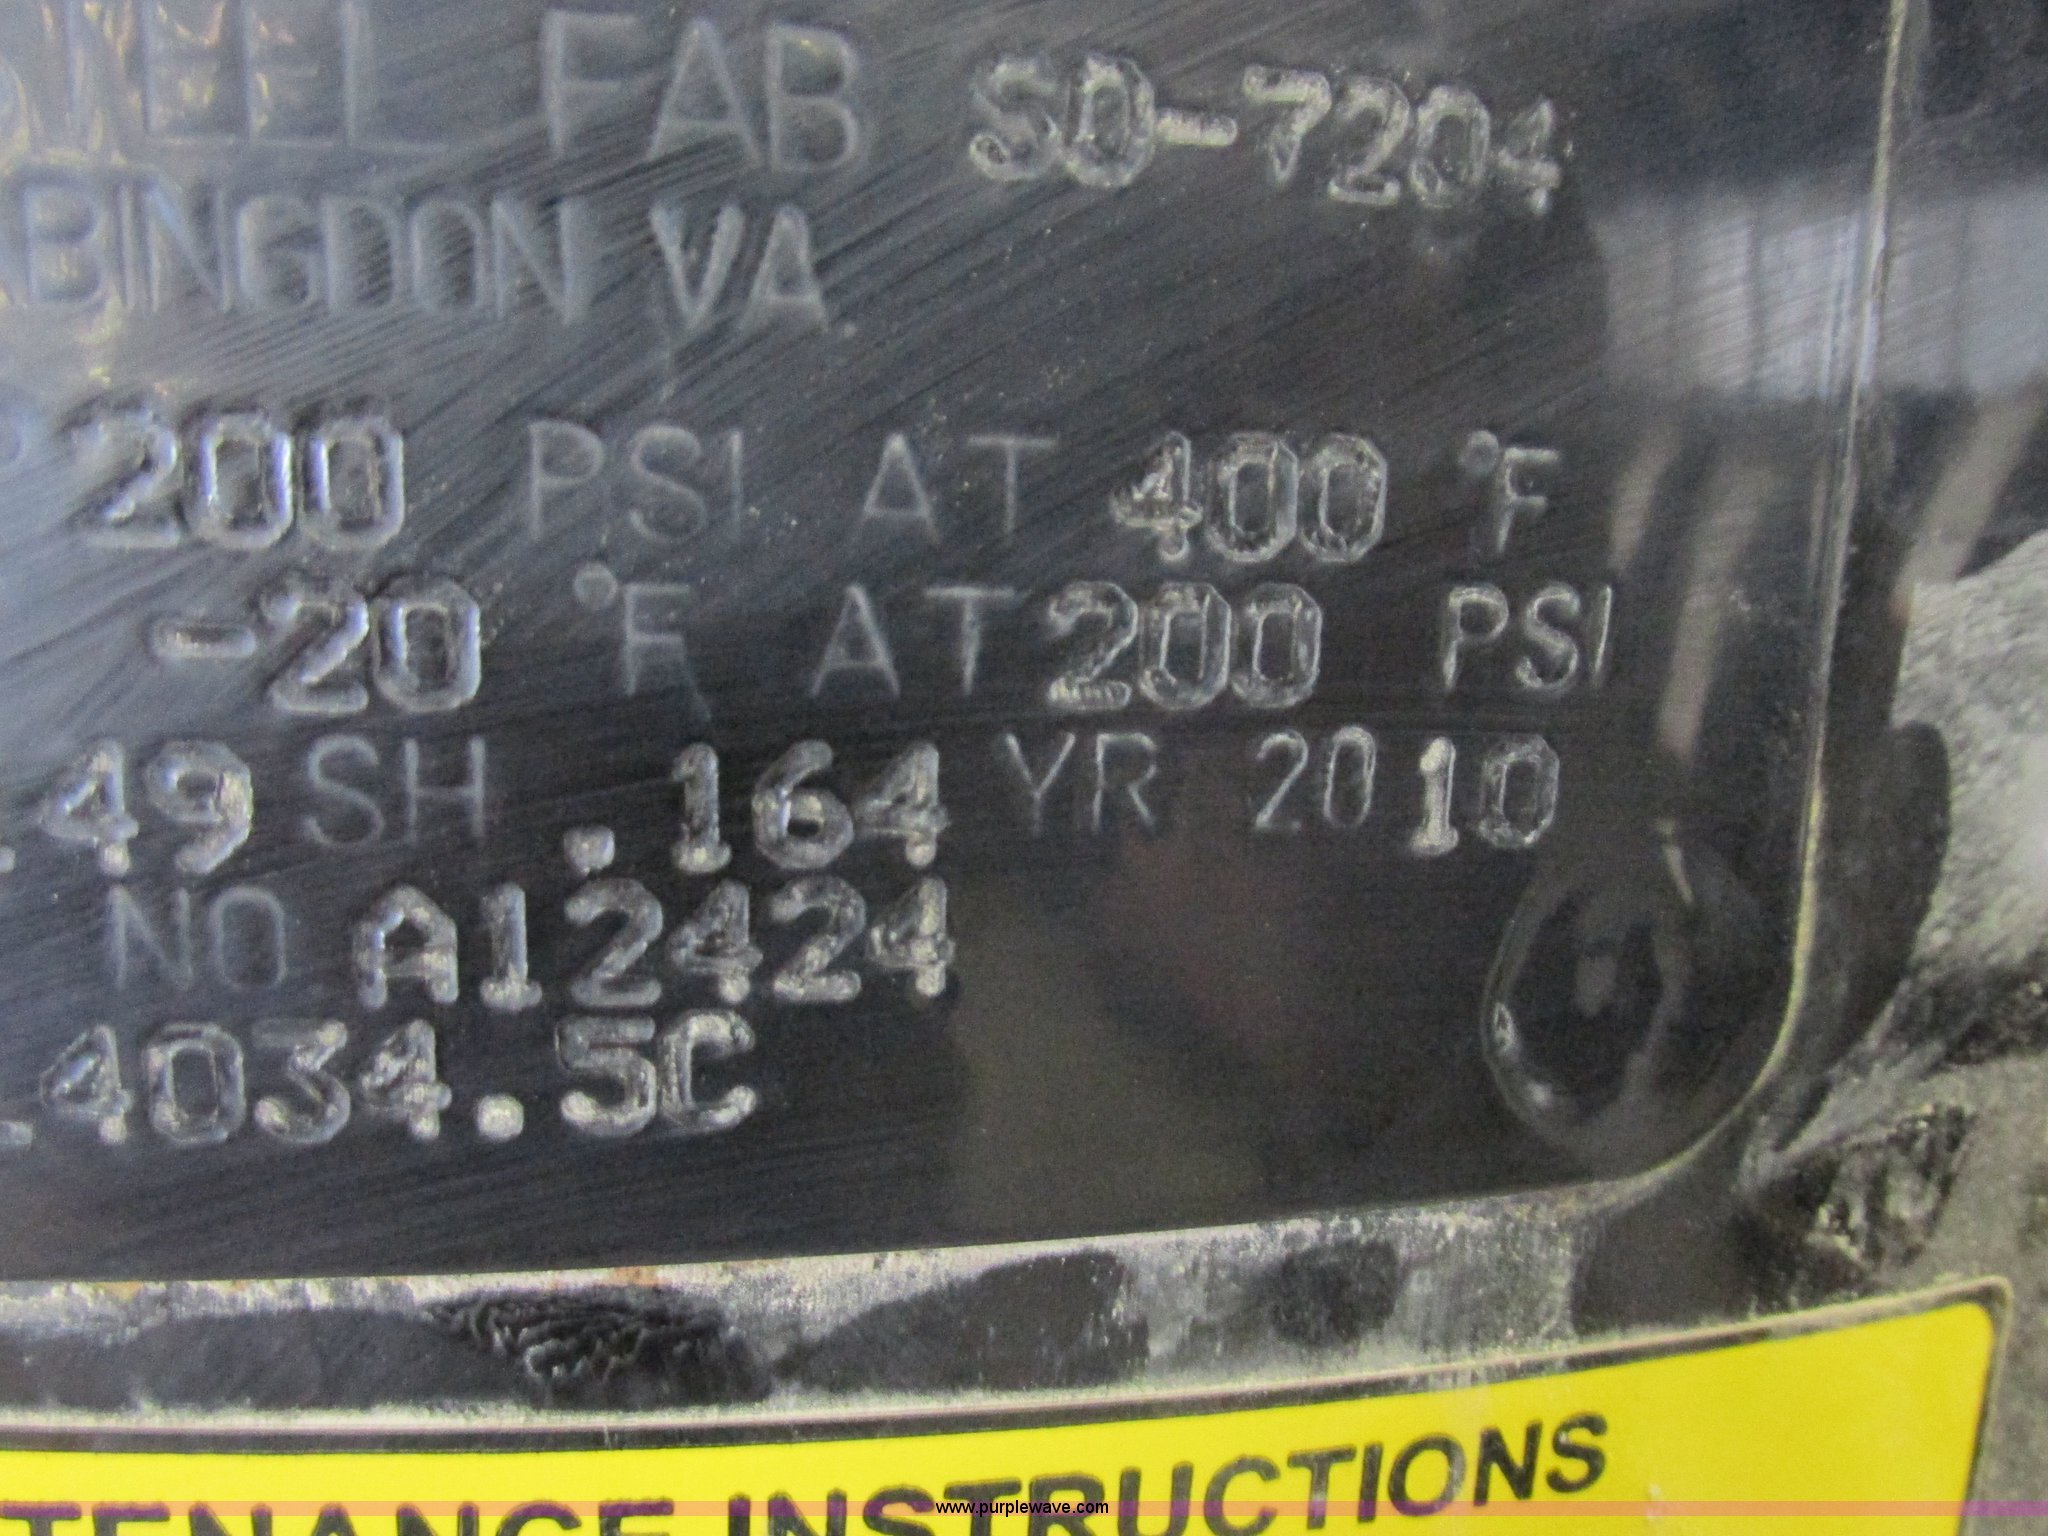 STEEL FAB SO-7204
ABINGDON VA.
P 200 PSI AT 400 °F
-20 °F AT 200 PSI
.49 SH .164 YR 2010
NO. A12424
4034.5C
TENANCE INSTRUCTIONS
www.purplewave.com